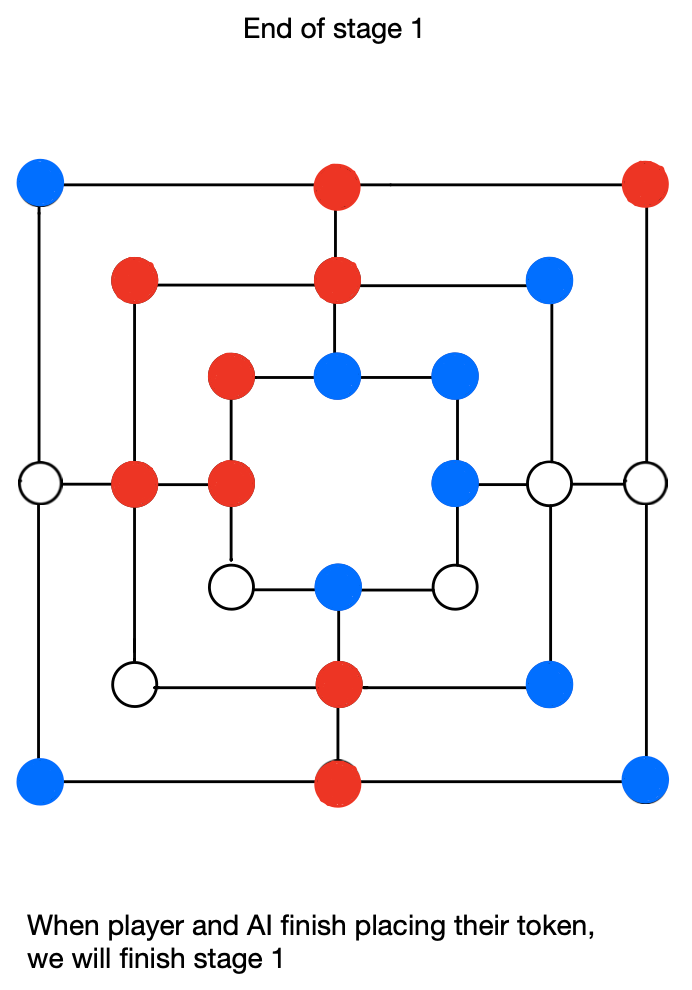 End of stage 1
When player and AI finish placing their token,
we will finish stage 1